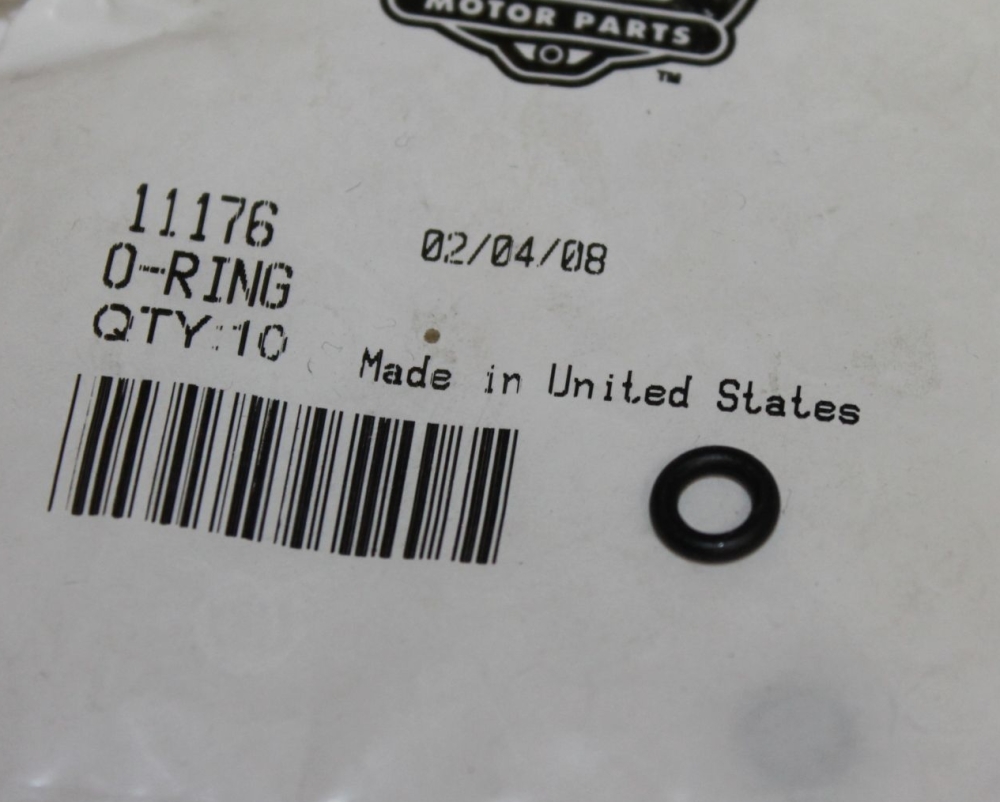 MOTOR PARTS
TM
11176
02/04/08
O-RING
QTY:10
Made in United States